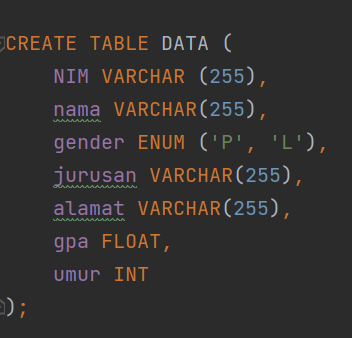 CREATE TABLE DATA (
    NIM VARCHAR (255),
    nama VARCHAR(255),
    gender ENUM ('P', 'L'),
    jurusan VARCHAR(255),
    alamat VARCHAR(255),
    gpa FLOAT,
    umur INT
);